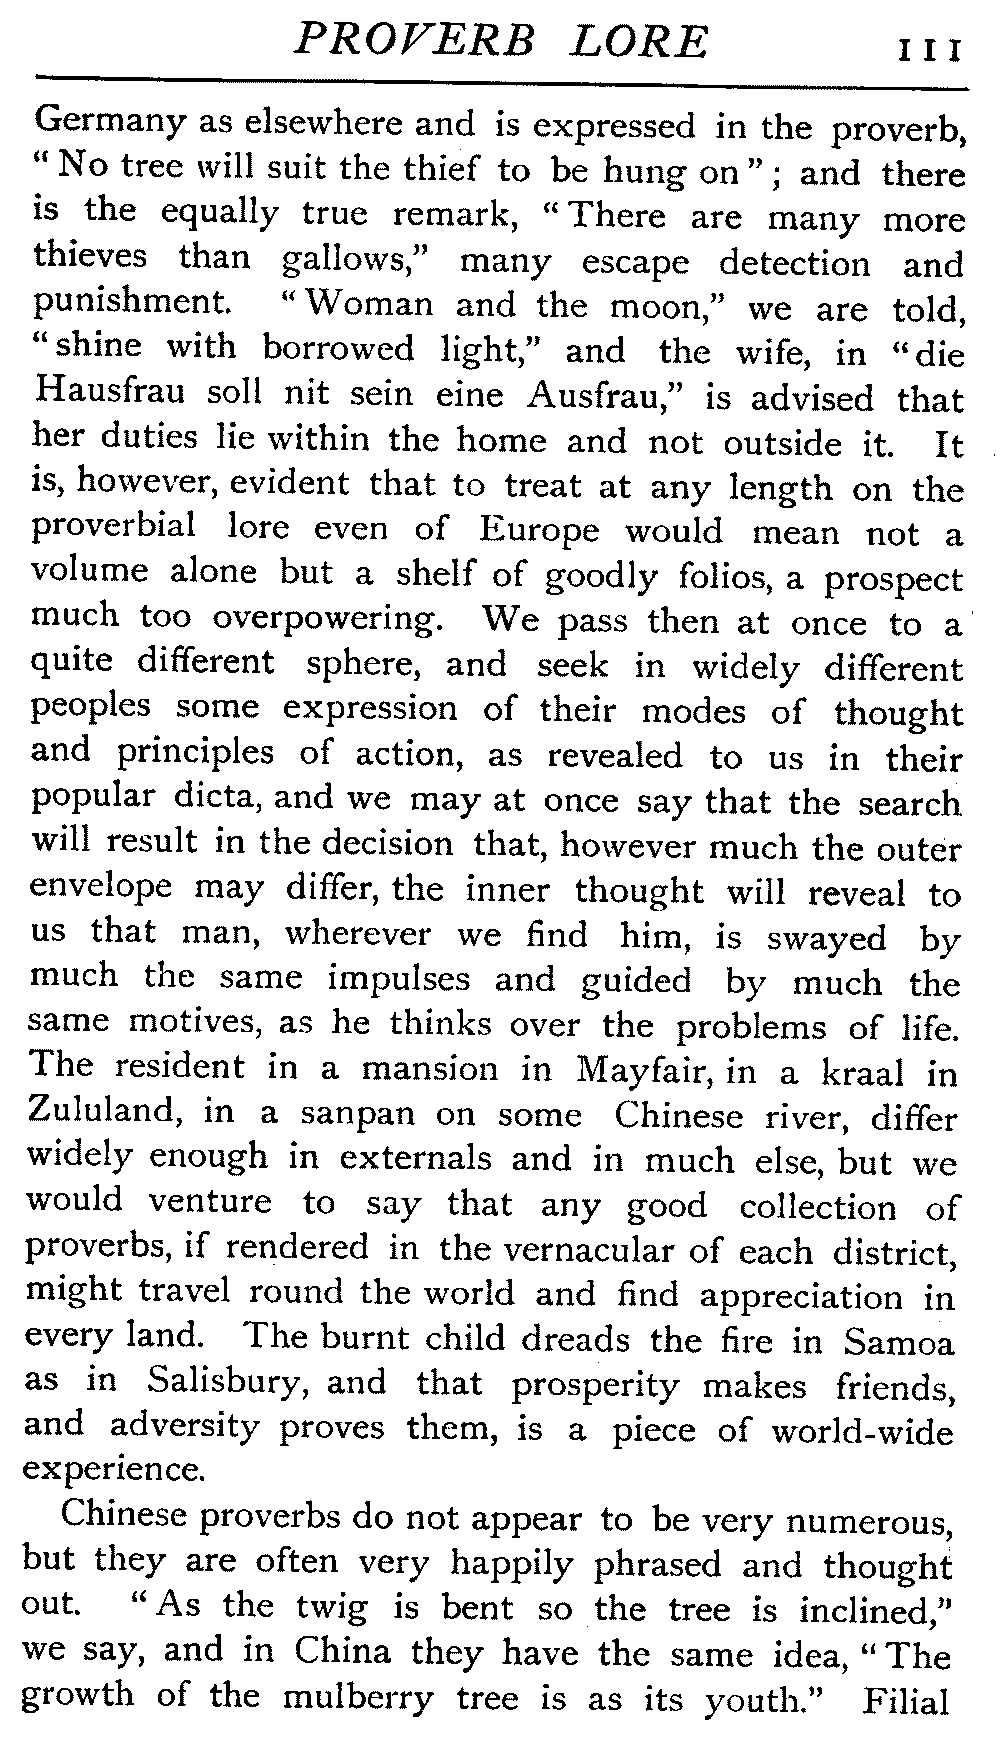 PROVERB LORE 111
Germany as elsewhere and is expressed in the proverb,
“No tree will suit the thief to be hung on”; and there
is the equally true remark, “There are many more
thieves than gallows,” many escape detection and
punishment. “Woman and the moon,” we are told,
“shine with borrowed light,” and the wife, in “die
Hausfrau soll nit sein eine Ausfrau,” is advised that
her duties lie within the home and not outside it. It
is, however, evident that to treat at any length on the
proverbial lore even of Europe would mean not a
volume alone but a shelf of goodly folios, a prospect
much too overpowering. We pass then at once to a
quite different sphere, and seek in widely different
peoples some expression of their modes of thought
and principles of action, as revealed to us in their
popular dicta, and we may at once say that the search
will result in the decision that, however much the outer
envelope may differ, the inner thought will reveal to
us that man, wherever we find him, is swayed by
much the same impulses and guided by much the
same motives, as he thinks over the problems of life.
The resident in a mansion in Mayfair, in a kraal in
Zululand, in a sanpan on some Chinese river, differ
widely enough in externals and in much else, but we
would venture to say that any good collection of
proverbs, if rendered in the vernacular of each district,
might travel round the world and find appreciation in
every land. The burnt child dreads the fire in Samoa
as in Salisbury, and that prosperity makes friends,
and adversity proves them, is a piece of world-wide
experience.
Chinese proverbs do not appear to be very numerous,
but they are often very happily phrased and thought
out. “As the twig is bent so the tree is inclined,”
we say, and in China they have the same idea, “The
growth of the mulberry tree is as its youth.” Filial